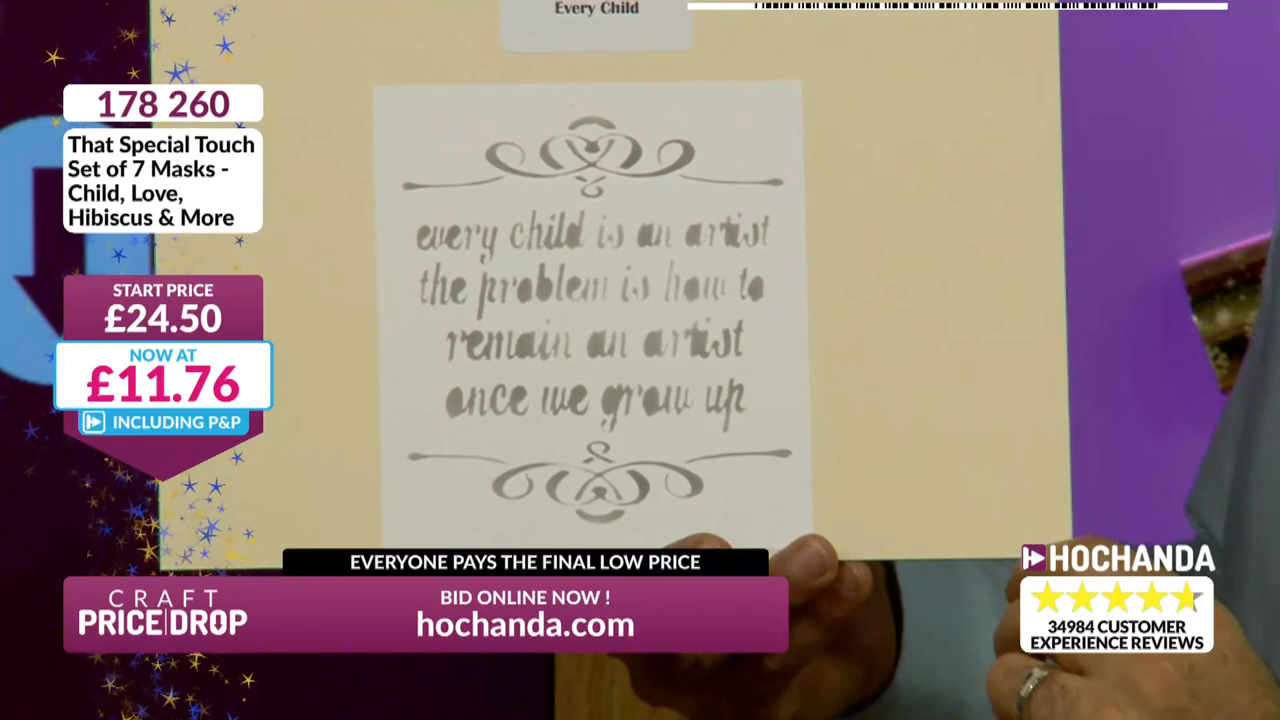 Every Child
178 260
That Special Touch
Set of 7 Masks -
Child, Love,
Hibiscus & More
START PRICE
£24.50
NOW AT
£11.76
INCLUDING P&P
every child is an artist
the problem is how to
remain an artist
once we grow up
EVERYONE PAYS THE FINAL LOW PRICE
CRAFT
PRICE DROP
BID ONLINE NOW !
hochanda.com
HOCHANDA
34984 CUSTOMER
EXPERIENCE REVIEWS